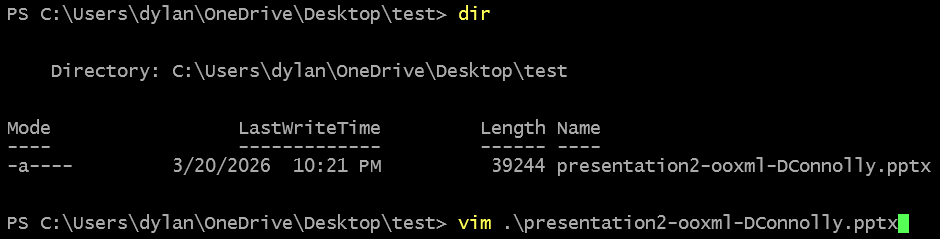 PS C:\Users\dylan\OneDrive\Desktop\test> dir
Directory: C:\Users\dylan\OneDrive\Desktop\test
Mode                 LastWriteTime         Length Name
----                 -------------         ------ ----
-a----         3/20/2026  10:21 PM          39244 presentation2-ooxml-DConnolly.pptx
PS C:\Users\dylan\OneDrive\Desktop\test> vim .\presentation2-ooxml-DConnolly.pptx